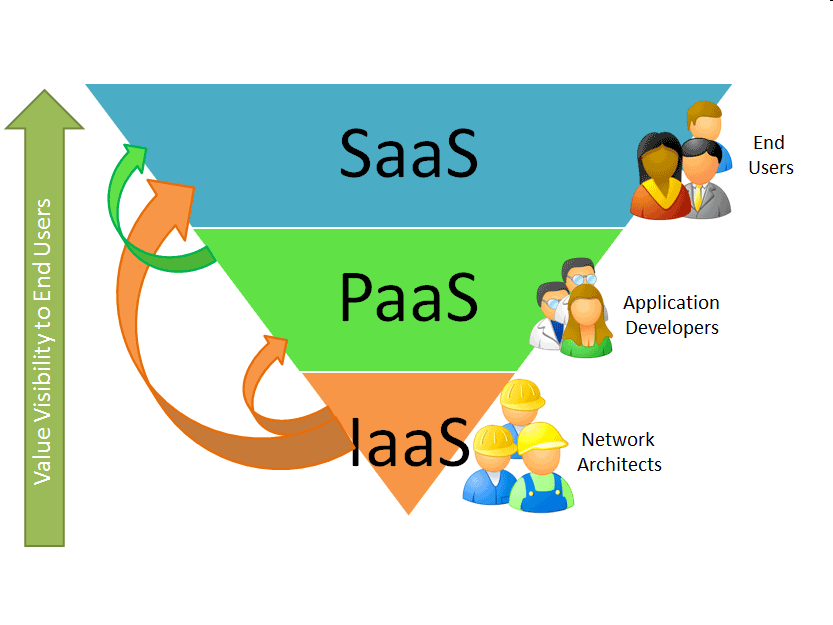 SaaS
End
Users
PaaS
Application
Developers
IaaS
Network
Architects
Value Visibility to End Users